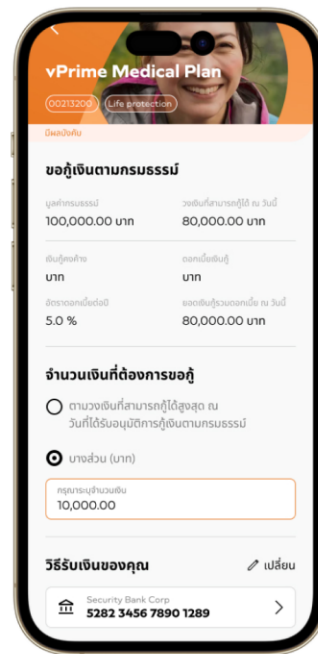 vPrime Medical Plan
00213200 Life protection
มีผลบังคับ
ขอกู้เงินตามกรมธรรม์
มูลค่ากรมธรรม์ วงเงินที่สามารถกู้ได้ ณ วันนี้
100,000.00 บาท 80,000.00 บาท
เงินกู้คงค้าง ดอกเบี้ยเงินกู้
บาท บาท
อัตราดอกเบี้ยต่อปี ยอดเงินกู้รวมดอกเบี้ย ณ วันนี้
5.0 % 80,000.00 บาท
จำนวนเงินที่ต้องการขอกู้
ตามวงเงินที่สามารถกู้ได้สูงสุด ณ
วันที่ได้รับอนุมัติการกู้เงินตามกรมธรรม์
บางส่วน (บาท)
กรุณาระบุจำนวนเงิน
10,000.00
วิธีรับเงินของคุณ เปลี่ยน
Security Bank Corp
5282 3456 7890 1289